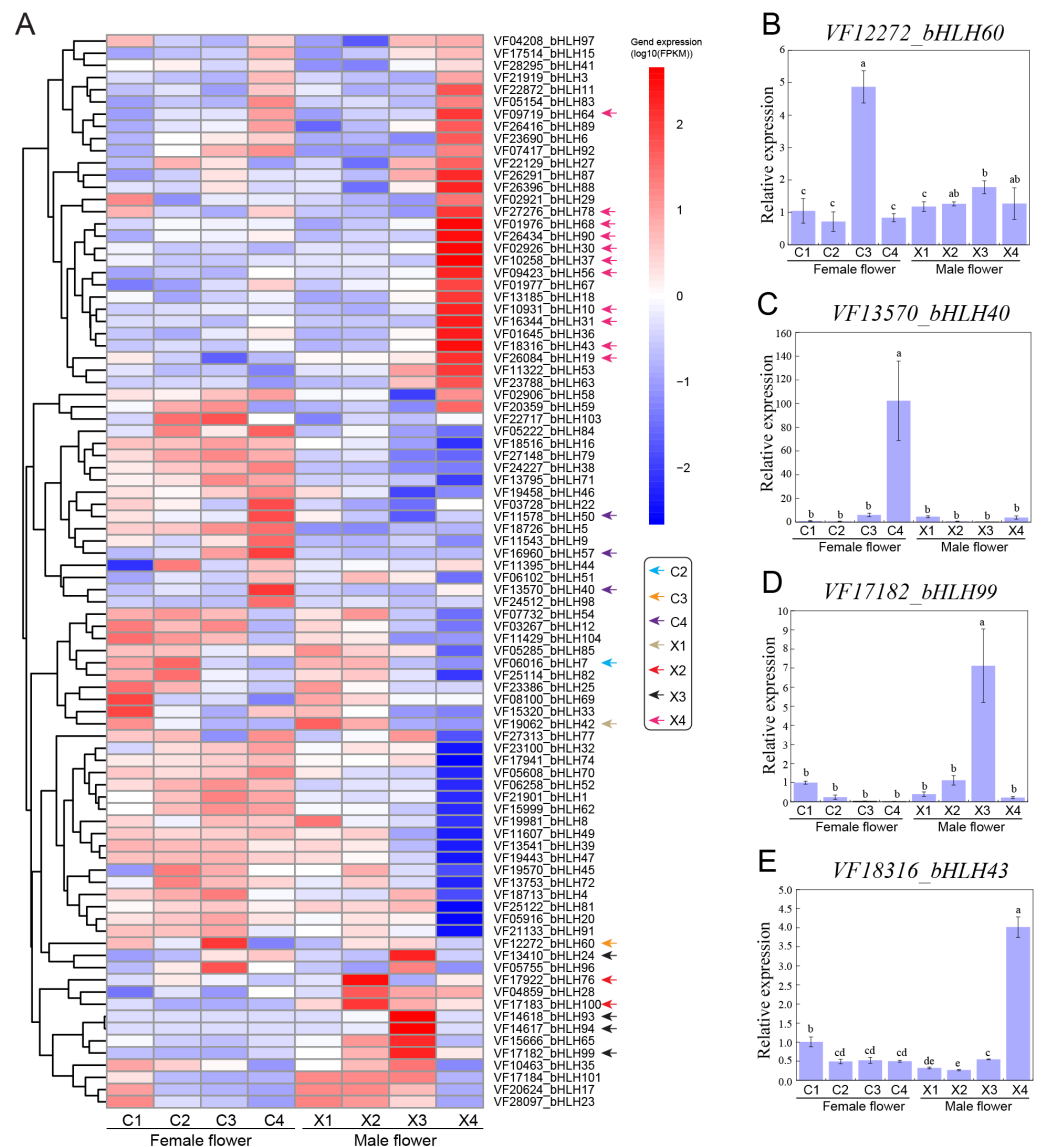 A
VF04208_bHLH97
VF17514_bHLH15
VF28295_bHLH41
VF21919_bHLH3
VF22872_bHLH11
VF05154_bHLH83
VF09719_bHLH64
VF26416_bHLH89
VF23690_bHLH6
VF07417_bHLH92
VF22129_bHLH27
VF26291_bHLH87
VF26396_bHLH88
VF02921_bHLH29
VF27276_bHLH78
VF01976_bHLH68
VF26434_bHLH90
VF02926_bHLH30
VF10258_bHLH37
VF09423_bHLH56
VF01977_bHLH67
VF13185_bHLH18
VF10931_bHLH10
VF16344_bHLH31
VF01645_bHLH36
VF18316_bHLH43
VF26084_bHLH19
VF11322_bHLH53
VF23788_bHLH63
VF02906_bHLH58
VF20359_bHLH59
VF22717_bHLH103
VF05222_bHLH84
VF18516_bHLH16
VF27148_bHLH79
VF24227_bHLH38
VF13795_bHLH71
VF19458_bHLH46
VF03728_bHLH22
VF11578_bHLH50
VF18726_bHLH5
VF11543_bHLH9
VF16960_bHLH57
VF11395_bHLH44
VF06102_bHLH51
VF13570_bHLH40
VF24512_bHLH98
VF07732_bHLH54
VF03267_bHLH12
VF11429_bHLH104
VF05285_bHLH85
VF06016_bHLH7
VF25114_bHLH82
VF23386_bHLH25
VF08100_bHLH69
VF15320_bHLH33
VF19062_bHLH42
VF27313_bHLH77
VF23100_bHLH32
VF17941_bHLH74
VF05608_bHLH70
VF06258_bHLH52
VF21901_bHLH1
VF15999_bHLH62
VF19981_bHLH8
VF11607_bHLH49
VF13541_bHLH39
VF19443_bHLH47
VF19570_bHLH45
VF13753_bHLH72
VF18713_bHLH4
VF25122_bHLH81
VF05916_bHLH20
VF21133_bHLH91
VF12272_bHLH60
VF13410_bHLH24
VF05755_bHLH96
VF17922_bHLH76
VF04859_bHLH28
VF17183_bHLH100
VF14618_bHLH93
VF14617_bHLH94
VF15666_bHLH65
VF17182_bHLH99
VF10463_bHLH35
VF17184_bHLH101
VF20624_bHLH17
VF28097_bHLH23
C1 C2 C3 C4 X1 X2 X3 X4
Female flower Male flower
Gend expression
(log10(FPKM))
2
1
0
−1
−2
C2
C3
C4
X1
X2
X3
X4
B
VF12272_bHLH60
Relative expression
6
5
4
3
2
1
0
c c a c c ab b ab
C1 C2 C3 C4 X1 X2 X3 X4
Female flower Male flower
C
VF13570_bHLH40
Relative expression
160
140
120
100
80
60
40
20
0
b b b a b b b b
C1 C2 C3 C4 X1 X2 X3 X4
Female flower Male flower
D
VF17182_bHLH99
Relative expression
10
9
8
7
6
5
4
3
2
1
0
b b b b b b a b
C1 C2 C3 C4 X1 X2 X3 X4
Female flower Male flower
E
VF18316_bHLH43
Relative expression
5.0
4.5
4.0
3.5
3.0
2.5
2.0
1.5
1.0
0.5
0.0
b cd cd cd de e c a
C1 C2 C3 C4 X1 X2 X3 X4
Female flower Male flower